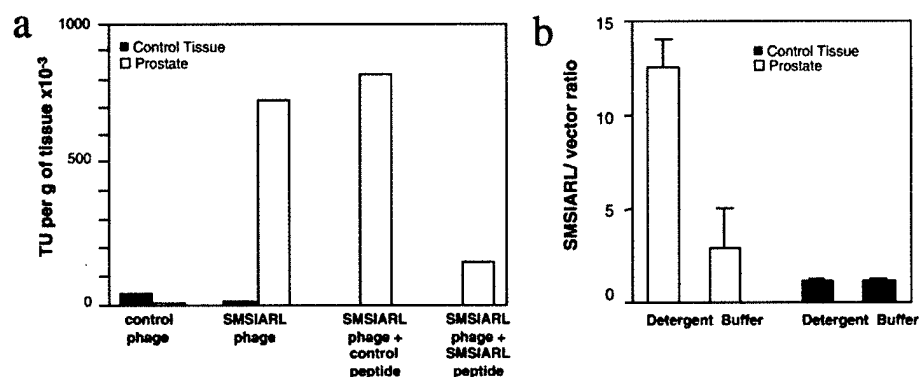 a
TU per g of tissue x10-3
1000
500
0
Control Tissue
Prostate
control
phage
SMSIARL
phage
SMSIARL
phage +
control
peptide
SMSIARL
phage +
SMSIARL
peptide
b
SMSIARL/ vector ratio
15
10
5
0
Control Tissue
Prostate
Detergent Buffer
Detergent Buffer